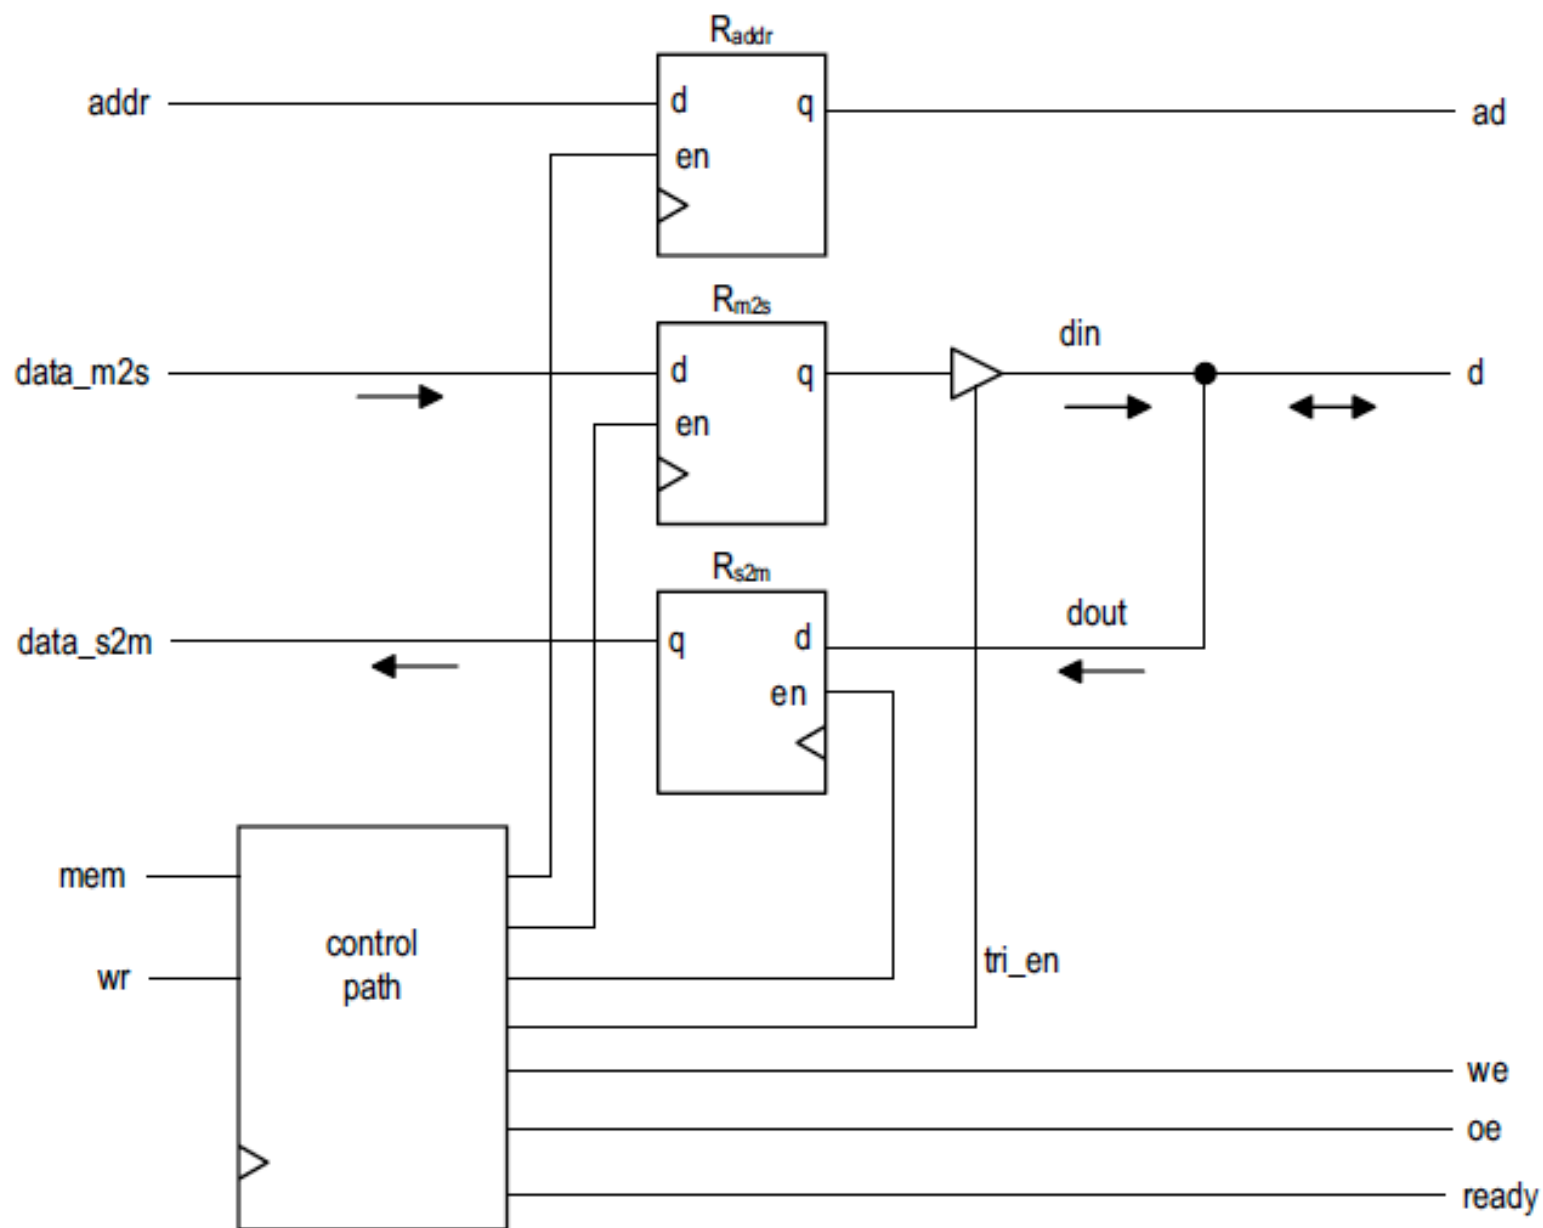 Raddr
addr
d
q
ad
en
Rm2s
din
data_m2s
d
q
d
en
Rs2m
dout
data_s2m
q
d
en
mem
control
path
wr
tri_en
we
oe
ready